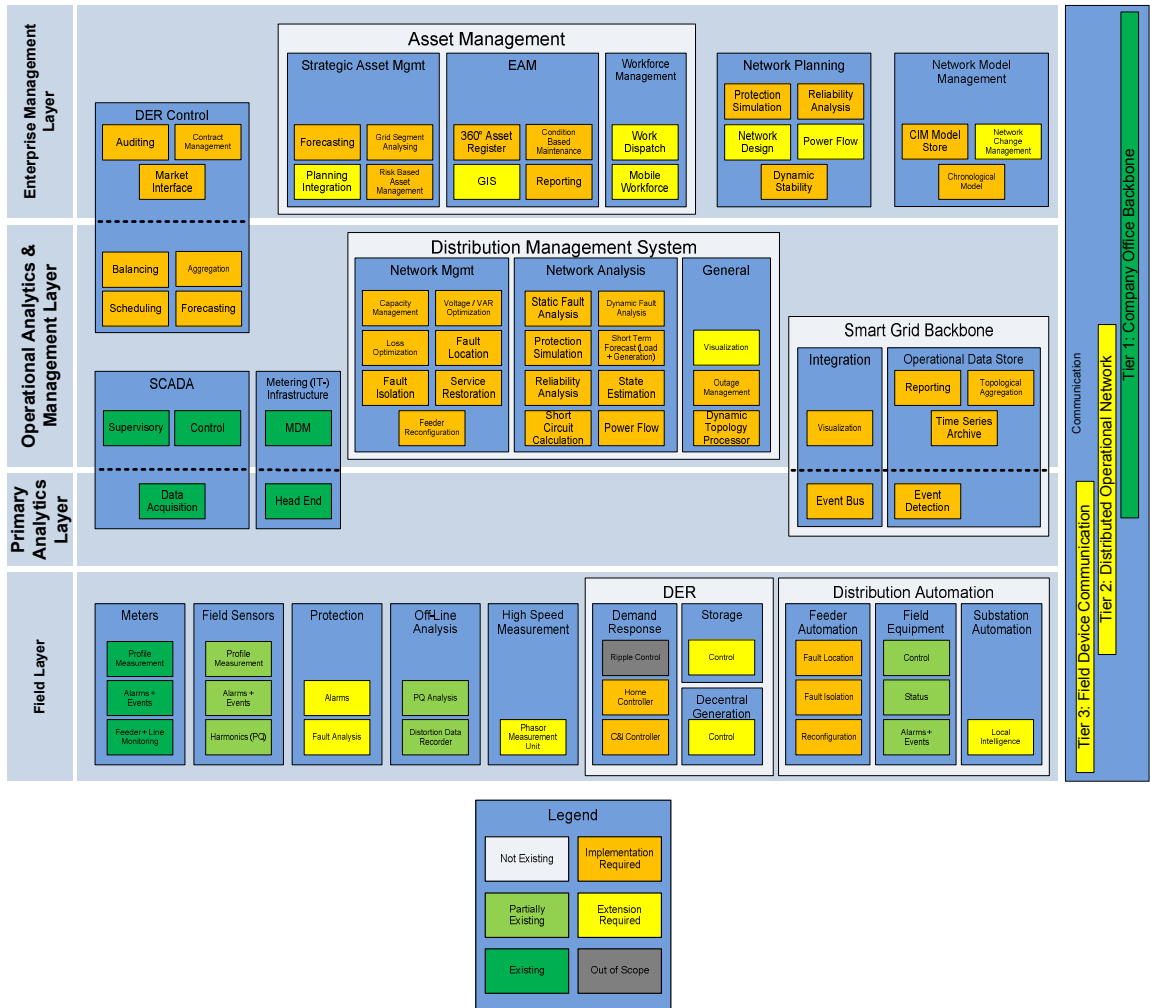 Enterprise Management
Layer
DER Control
Auditing
Contract
Management
Market
Interface
Balancing
Aggregation
Scheduling
Forecasting
Asset Management
Strategic Asset Mgmt
Forecasting
Grid Segment
Analysing
Planning
Integration
Risk Based
Asset
Management
EAM
360° Asset
Register
Condition
Based
Maintenance
GIS
Reporting
Workforce
Management
Work
Dispatch
Mobile
Workforce
Network Planning
Protection
Simulation
Reliability
Analysis
Network
Design
Power Flow
Dynamic
Stability
Network Model
Management
CIM Model
Store
Network
Change
Management
Chronological
Model
Operational Analytics &
Management Layer
Distribution Management System
Network Mgmt
Capacity
Management
Voltage / VAR
Optimization
Loss
Optimization
Fault
Location
Fault
Isolation
Service
Restoration
Feeder
Reconfiguration
Network Analysis
Static Fault
Analysis
Dynamic Fault
Analysis
Protection
Simulation
Short Term
Forecast (Load
+ Generation)
Reliability
Analysis
State
Estimation
Short
Circuit
Calculation
Power Flow
General
Visualization
Outage
Management
Dynamic
Topology
Processor
SCADA
Supervisory
Control
Data
Acquisition
Metering (IT-)
Infrastructure
MDM
Head End
Smart Grid Backbone
Integration
Visualization
Event Bus
Operational Data Store
Reporting
Topological
Aggregation
Time Series
Archive
Event
Detection
Primary
Analytics
Layer
Field Layer
Meters
Profile
Measurement
Alarms +
Events
Feeder + Line
Monitoring
Field Sensors
Profile
Measurement
Alarms +
Events
Harmonics (PQ)
Protection
Alarms
Fault Analysis
Off-Line
Analysis
PQ Analysis
Distortion Data
Recorder
High Speed
Measurement
Phasor
Measurement
Unit
DER
Demand
Response
Ripple Control
Home
Controller
C&I Controller
Storage
Control
Decentral
Generation
Control
Distribution Automation
Feeder
Automation
Fault Location
Fault Isolation
Reconfiguration
Field
Equipment
Control
Status
Alarms+
Events
Substation
Automation
Local
Intelligence
Communication
Tier 3: Field Device Communication
Tier 2: Distributed Operational Network
Tier 1: Company Office Backbone
Legend
Not Existing
Implementation
Required
Partially
Existing
Extension
Required
Existing
Out of Scope